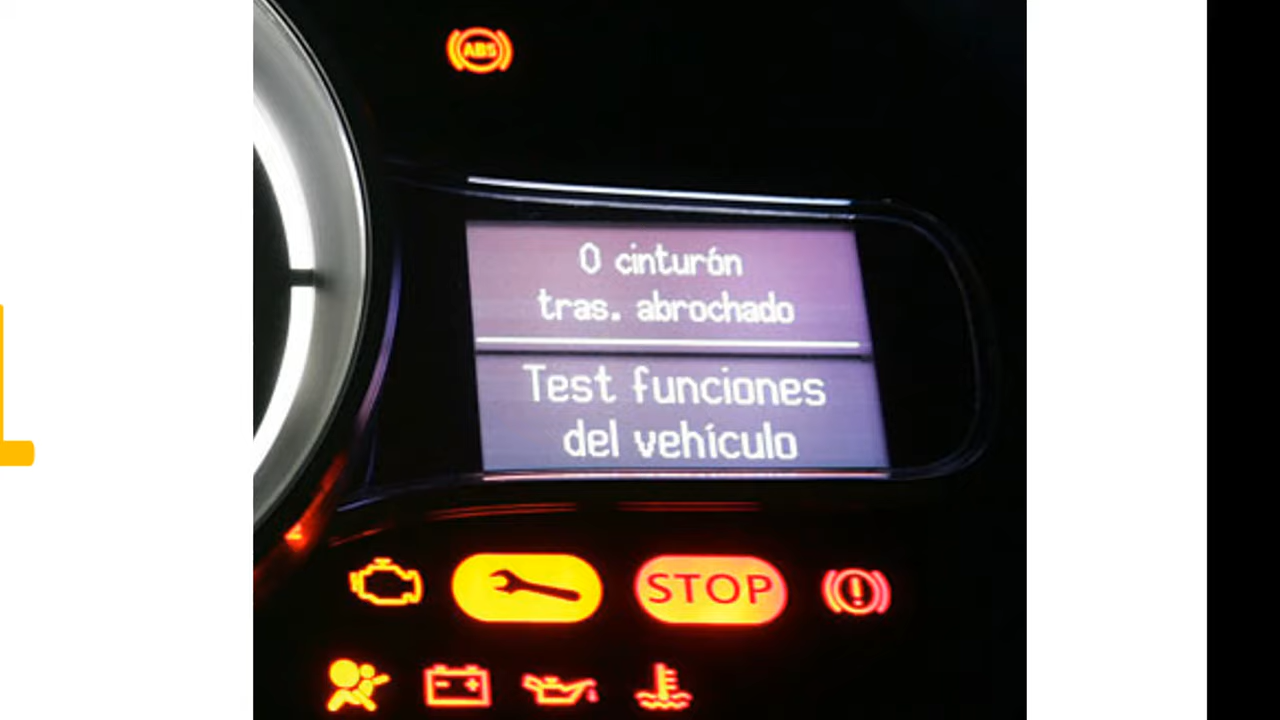 ABS
0 cinturón
tras. abrochado
Test funciones
del vehículo
STOP